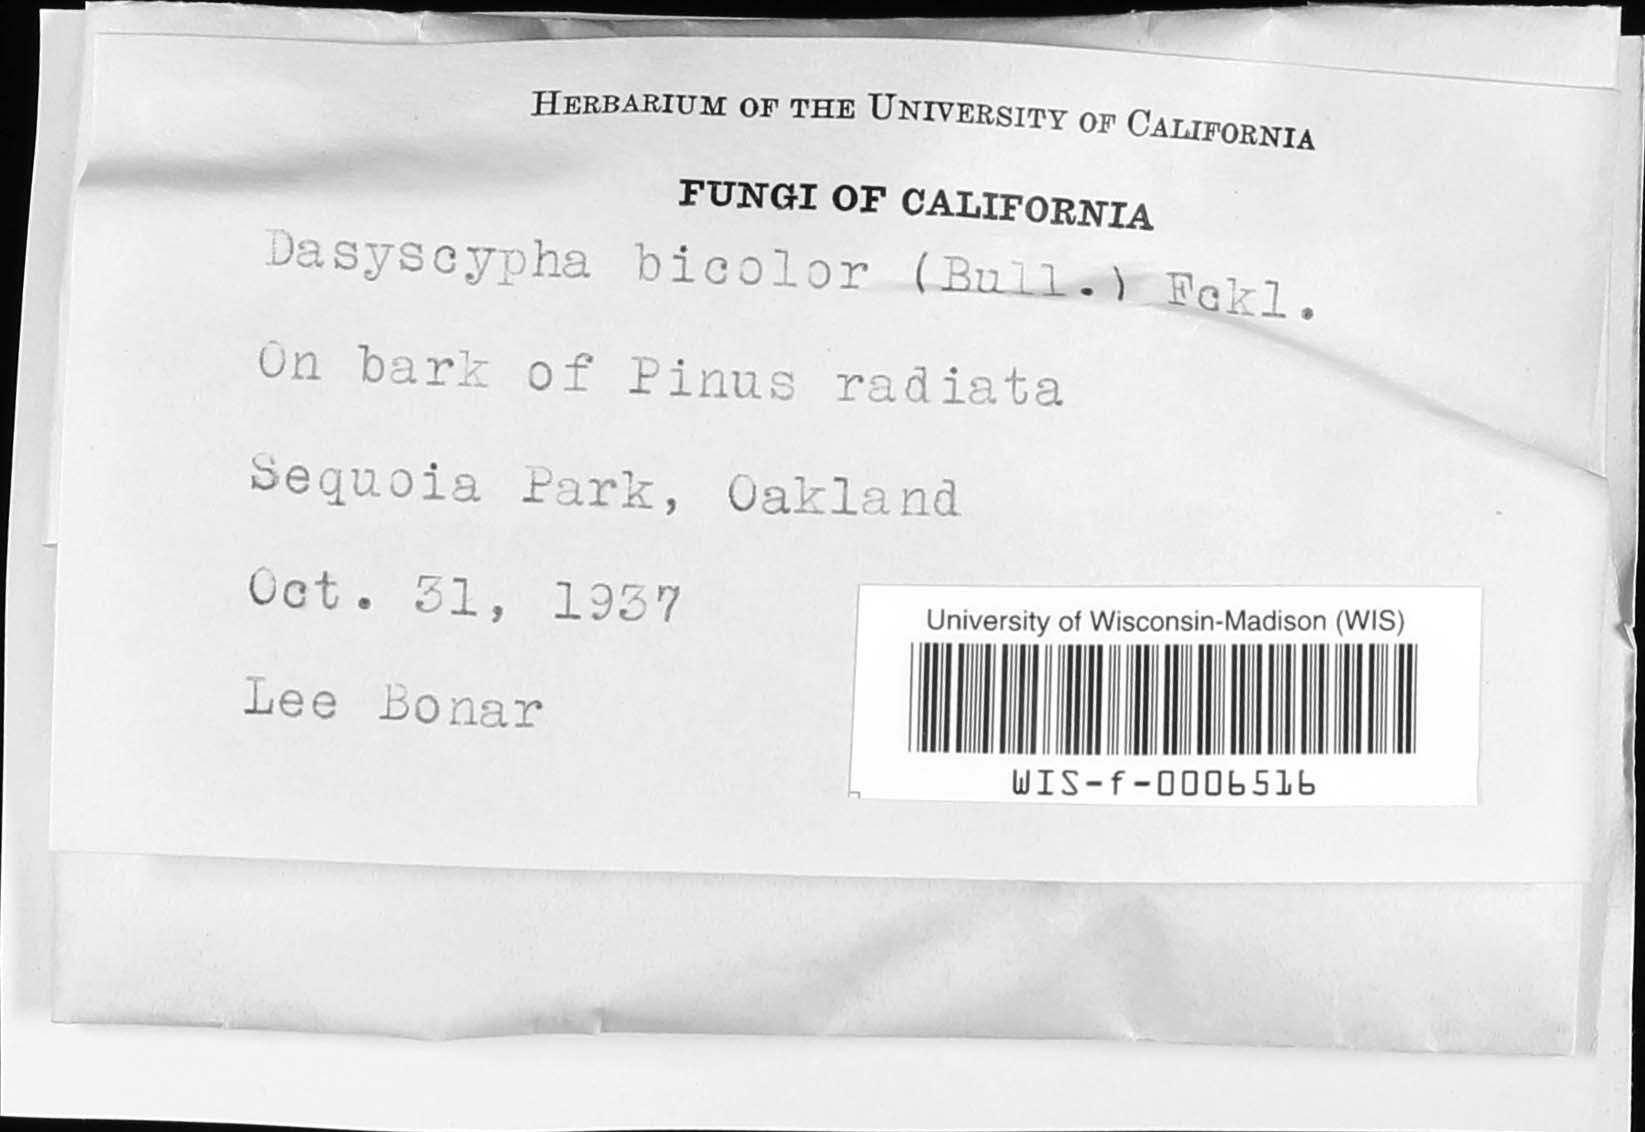 HERBARIUM OF THE UNIVERSITY OF CALIFORNIA
FUNGI OF CALIFORNIA
Dasyscypha bicolor (Bull.) Fckl.
On bark of Pinus radiata
Sequoia Park, Oakland
Oct. 31, 1937
Lee Bonar
University of Wisconsin-Madison (WIS)
WIS-f-0006516